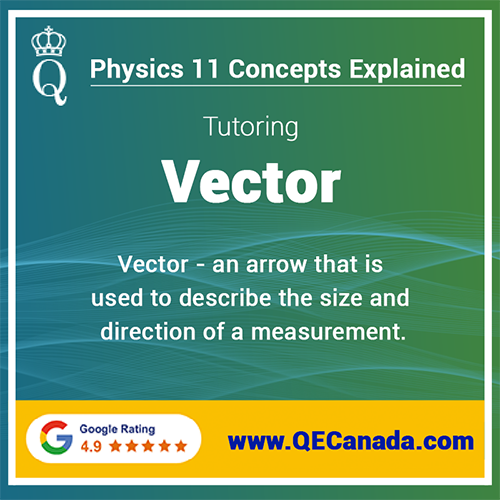 Q
Physics 11 Concepts Explained
Tutoring
Vector
Vector - an arrow that is
used to describe the size and
direction of a measurement.
G
Google Rating
4.9
www.QECanada.com